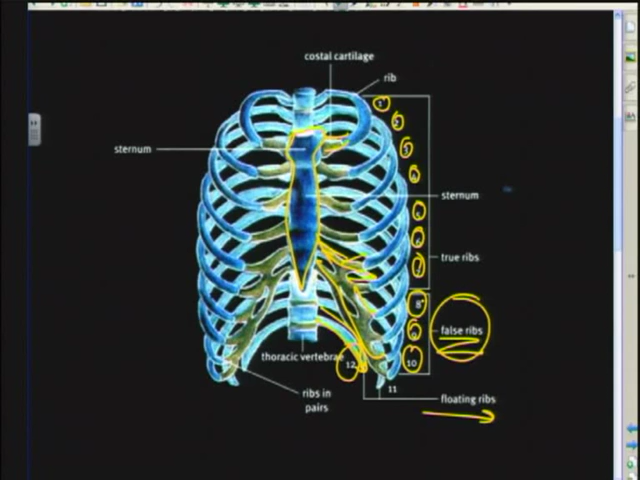 costal cartilage
rib
1
2
3
sternum
4
sternum
5
6
7
true ribs
8
9
false ribs
10
thoracic vertebrae
12
11
ribs in
pairs
floating ribs